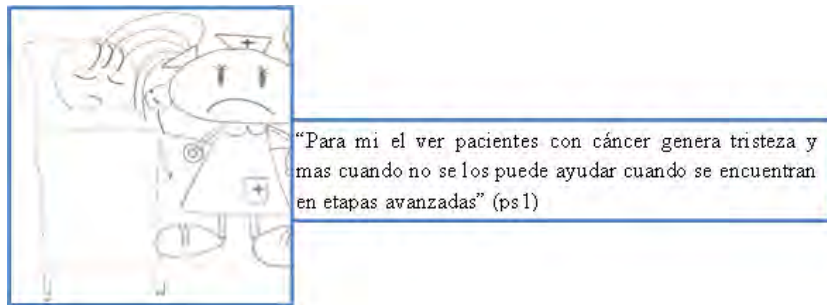 “Para mi el ver pacientes con cáncer genera tristeza y
mas cuando no se los puede ayudar cuando se encuentran
en etapas avanzadas” (ps1)